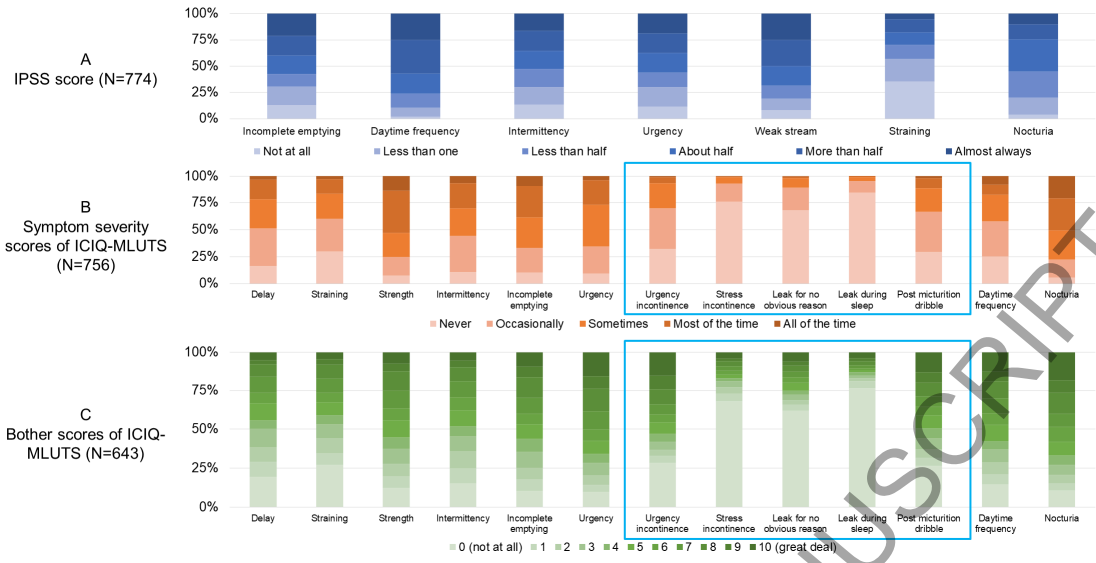 100%
75%
50%
25%
0%
A
IPSS score (N=774)
Incomplete emptying
Daytime frequency
Intermittency
Urgency
Weak stream
Straining
Nocturia
Not at all
Less than one
Less than half
About half
More than half
Almost always
100%
75%
50%
25%
0%
B
Symptom severity
scores of ICIQ-MLUTS
(N=756)
Delay
Straining
Strength
Intermittency
Incomplete
emptying
Urgency
Urgency
incontinence
Stress
incontinence
Leak for no
obvious reason
Leak during
sleep
Post micturition
dribble
Daytime
frequency
Nocturia
Never
Occasionally
Sometimes
Most of the time
All of the time
100%
75%
50%
25%
0%
C
Bother scores of ICIQ-
MLUTS (N=643)
Delay
Straining
Strength
Intermittency
Incomplete
emptying
Urgency
Urgency
incontinence
Stress
incontinence
Leak for no
obvious reason
Leak during
sleep
Post micturition
dribble
Daytime
frequency
Nocturia
0 (not at all)
1
2
3
4
5
6
7
8
9
10 (great deal)
USCRIPT